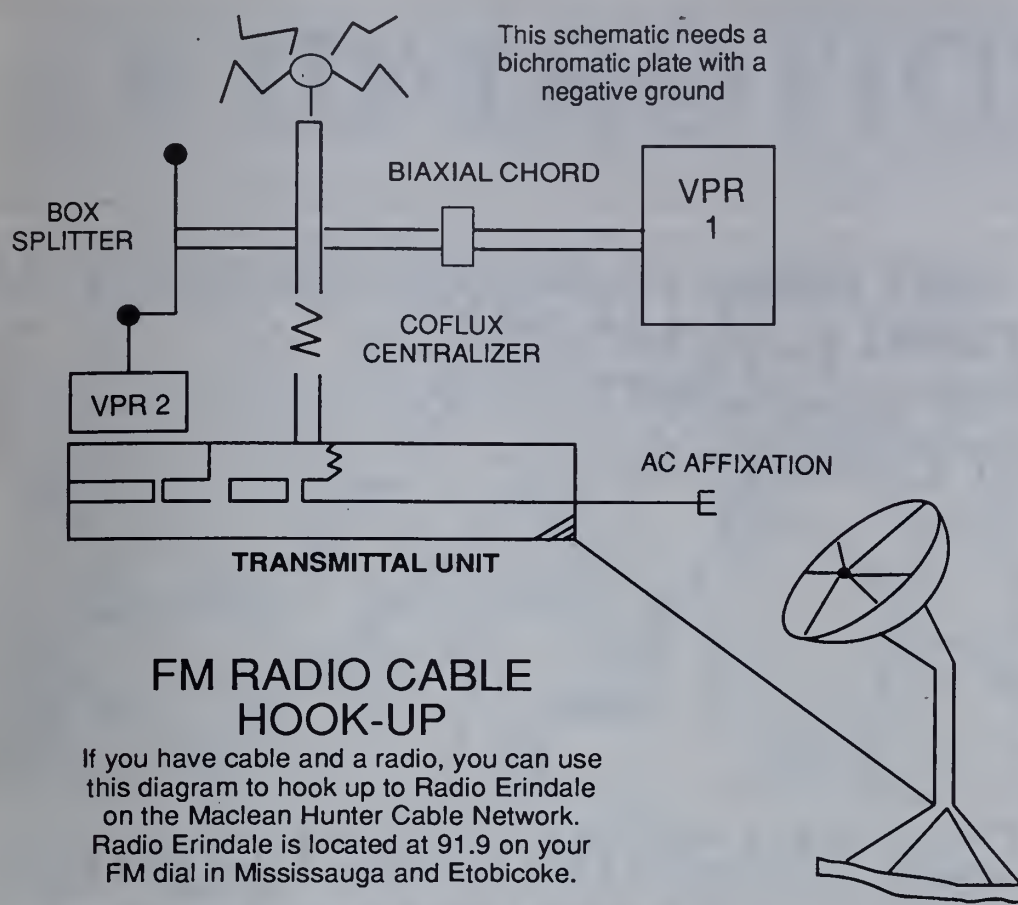 This schematic needs a
bichromatic plate with a
negative ground
BIAXIAL CHORD
VPR
1
BOX
SPLITTER
COFLUX
CENTRALIZER
VPR 2
AC AFFIXATION
TRANSMITTAL UNIT
FM RADIO CABLE
HOOK-UP
If you have cable and a radio, you can use
this diagram to hook up to Radio Erindale
on the Maclean Hunter Cable Network.
Radio Erindale is located at 91.9 on your
FM dial in Mississauga and Etobicoke.